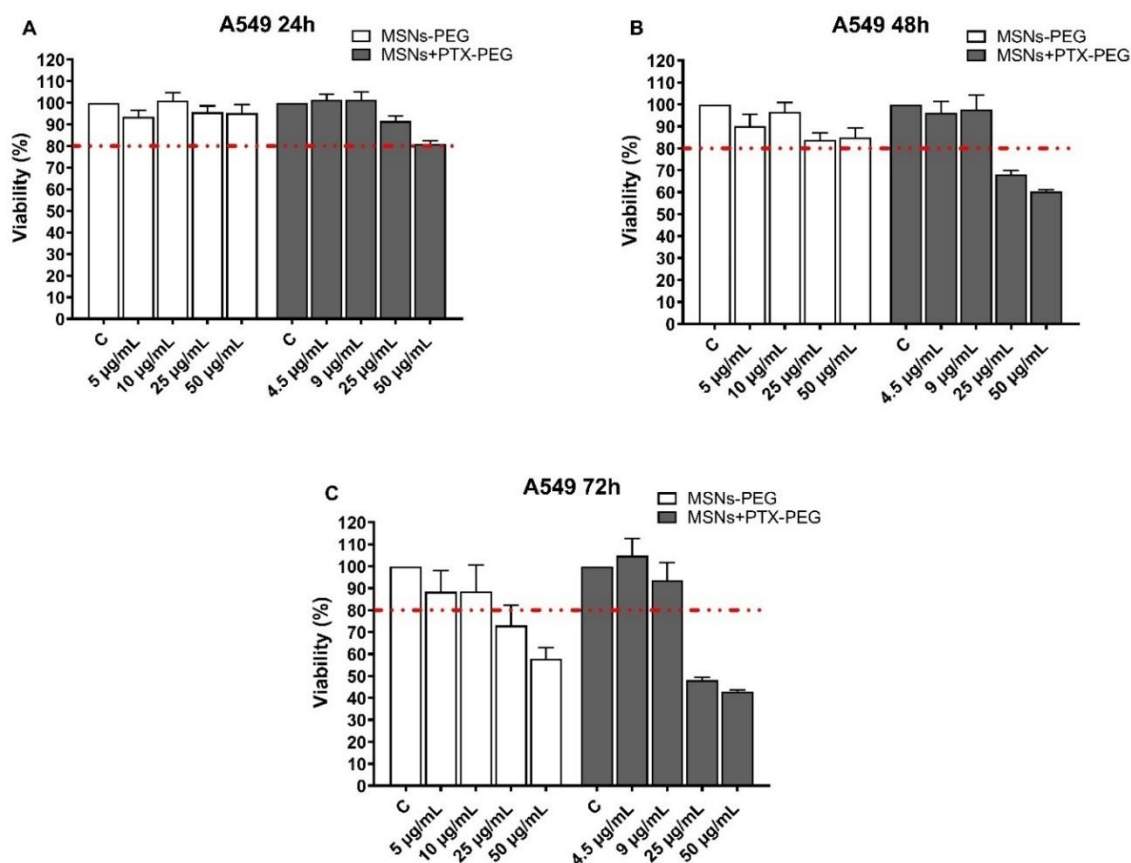 A
A549 24h
MSNs-PEG
MSNs+PTX-PEG
Viability (%)
120
110
100
90
80
70
60
50
40
30
20
10
0
C
5 µg/mL
10 µg/mL
25 µg/mL
50 µg/mL
C
4.5 µg/mL
9 µg/mL
25 µg/mL
50 µg/mL
B
A549 48h
MSNs-PEG
MSNs+PTX-PEG
Viability (%)
120
110
100
90
80
70
60
50
40
30
20
10
0
C
5 µg/mL
10 µg/mL
25 µg/mL
50 µg/mL
C
4.5 µg/mL
9 µg/mL
25 µg/mL
50 µg/mL
C
A549 72h
MSNs-PEG
MSNs+PTX-PEG
Viability (%)
120
110
100
90
80
70
60
50
40
30
20
10
0
C
5 µg/mL
10 µg/mL
25 µg/mL
50 µg/mL
C
4.5 µg/mL
9 µg/mL
25 µg/mL
50 µg/mL